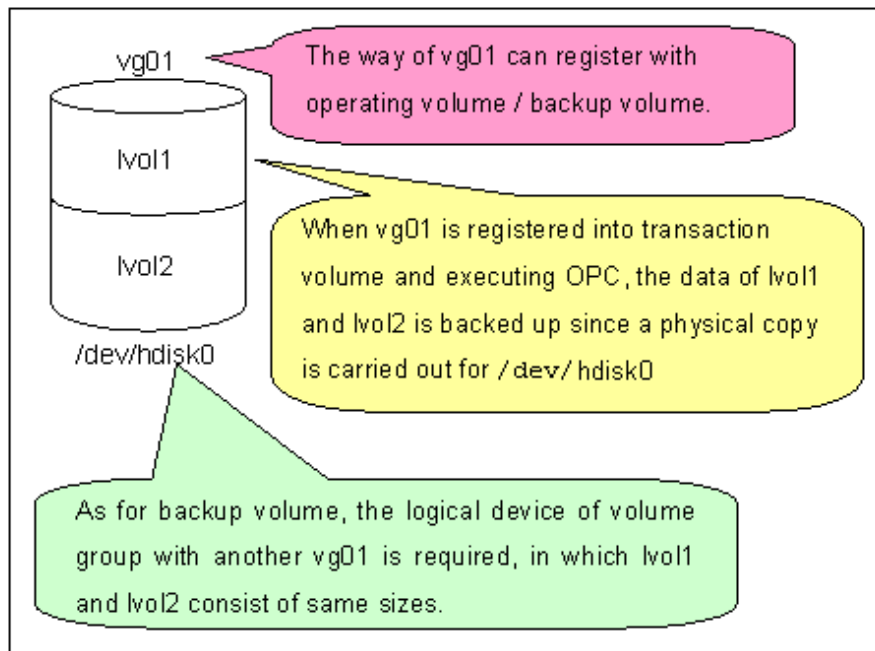 vg01
The way of vg01 can register with
operating volume / backup volume.
lvol1
When vg01 is registered into transaction
volume and executing OPC, the data of lvol1
and lvol2 is backed up since a physical copy
is carried out for /dev/hdisk0
lvol2
/dev/hdisk0
As for backup volume, the logical device of volume
group with another vg01 is required, in which lvol1
and lvol2 consist of same sizes.